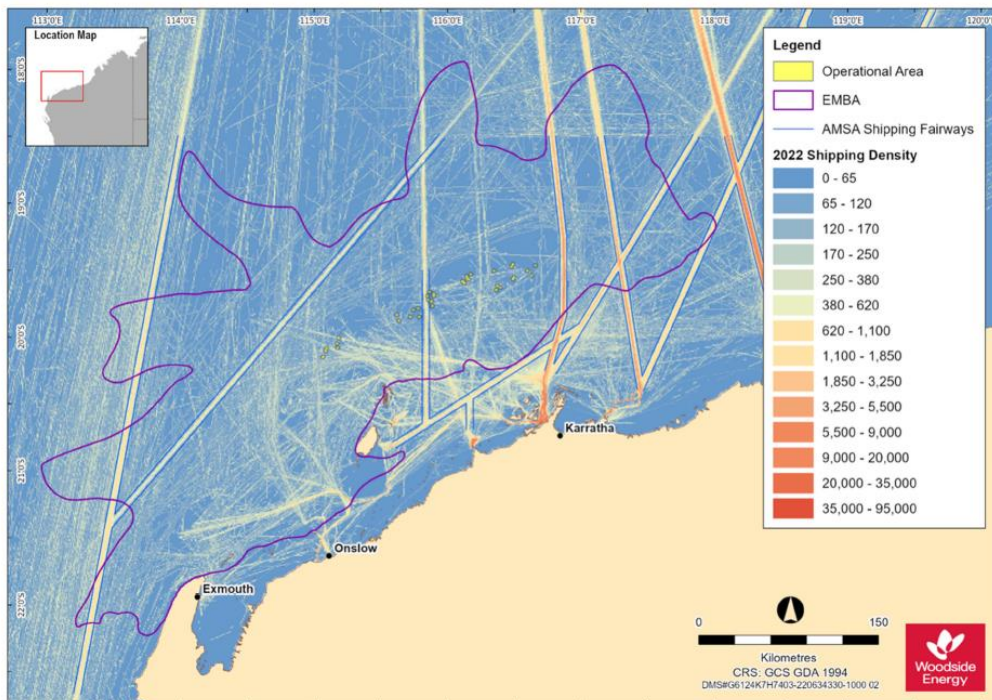 113°0'E
114°0'E
115°0'E
116°0'E
117°0'E
118°0'E
119°0'E
120°0'E
Location Map
18°0'S
19°0'S
20°0'S
21°0'S
22°0'S
Legend
Operational Area
EMBA
AMSA Shipping Fairways
2022 Shipping Density
0 - 65
65 - 120
120 - 170
170 - 250
250 - 380
380 - 620
620 - 1,100
1,100 - 1,850
1,850 - 3,250
3,250 - 5,500
5,500 - 9,000
9,000 - 20,000
20,000 - 35,000
35,000 - 95,000
Karratha
Onslow
Exmouth
0
150
Kilometres
CRS: GCS GDA 1994
DMS#G6124K7H7403-220634330-1000 02
Woodside
Energy